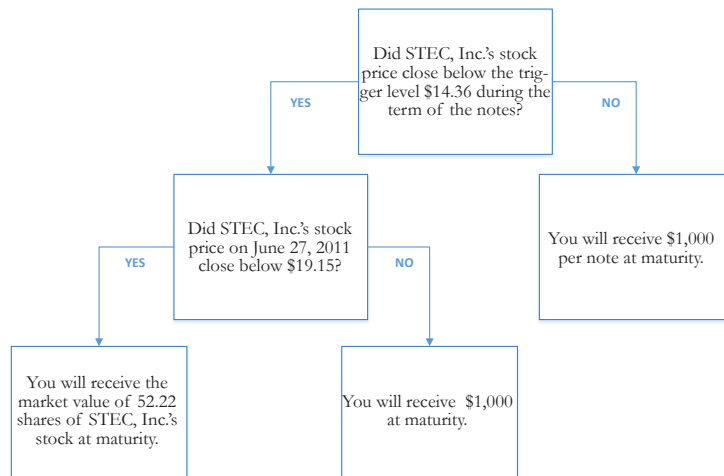 Did STEC, Inc.'s stock
price close below the trig-
ger level $14.36 during the
term of the notes?
YES
NO
Did STEC, Inc.'s stock
price on June 27, 2011
close below $19.15?
You will receive $1,000
per note at maturity.
YES
NO
You will receive the
market value of 52.22
shares of STEC, Inc.'s
stock at maturity.
You will receive $1,000
at maturity.